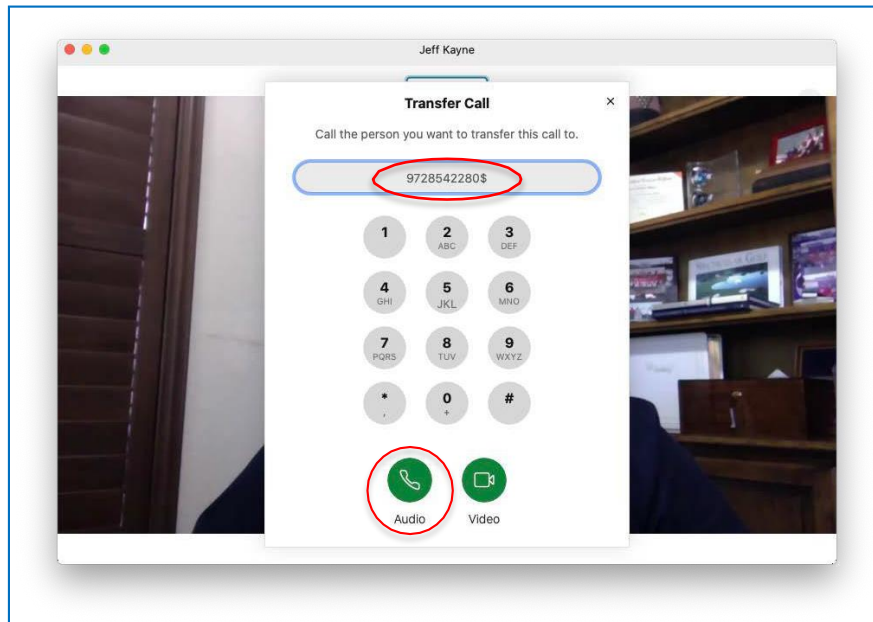 Jeff Kayne
Transfer Call
×
Call the person you want to transfer this call to.
9728542280$
1
2
ABC
3
DEF
4
GHI
5
JKL
6
MNO
7
PQRS
8
TUV
9
WXYZ
*
,
0
+
#
Audio
Video